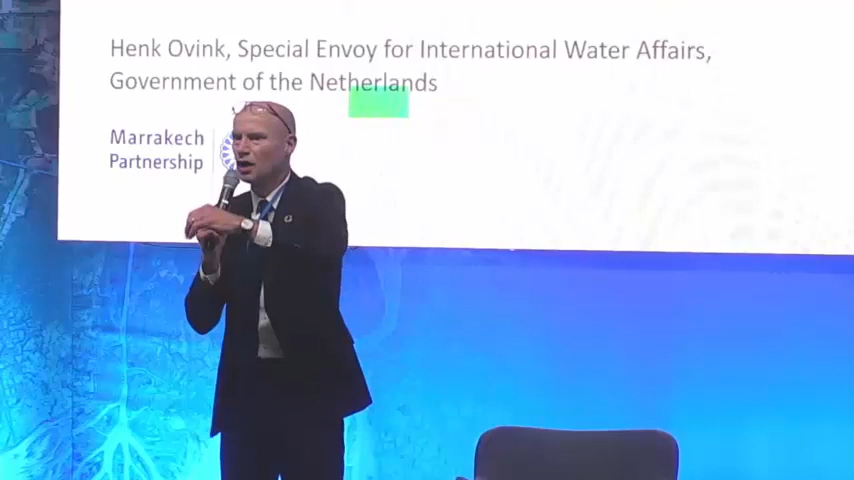 Henk Ovink, Special Envoy for International Water Affairs,
Government of the Netherlands
Marrakech
Partnership